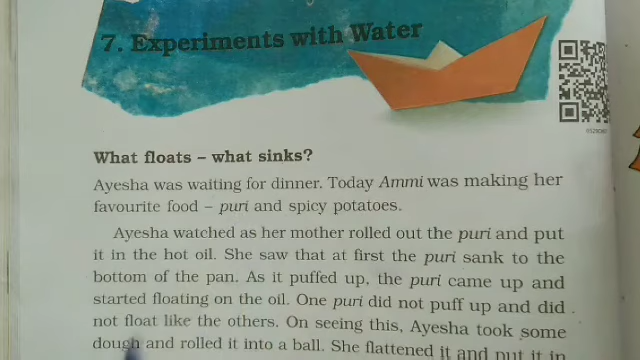 7. Experiments with Water
What floats – what sinks?
Ayesha was waiting for dinner. Today Ammi was making her
favourite food – puri and spicy potatoes.
Ayesha watched as her mother rolled out the puri and put
it in the hot oil. She saw that at first the puri sank to the
bottom of the pan. As it puffed up, the puri came up and
started floating on the oil. One puri did not puff up and did
not float like the others. On seeing this, Ayesha took some
dough and rolled it into a ball. She flattened it and put it in